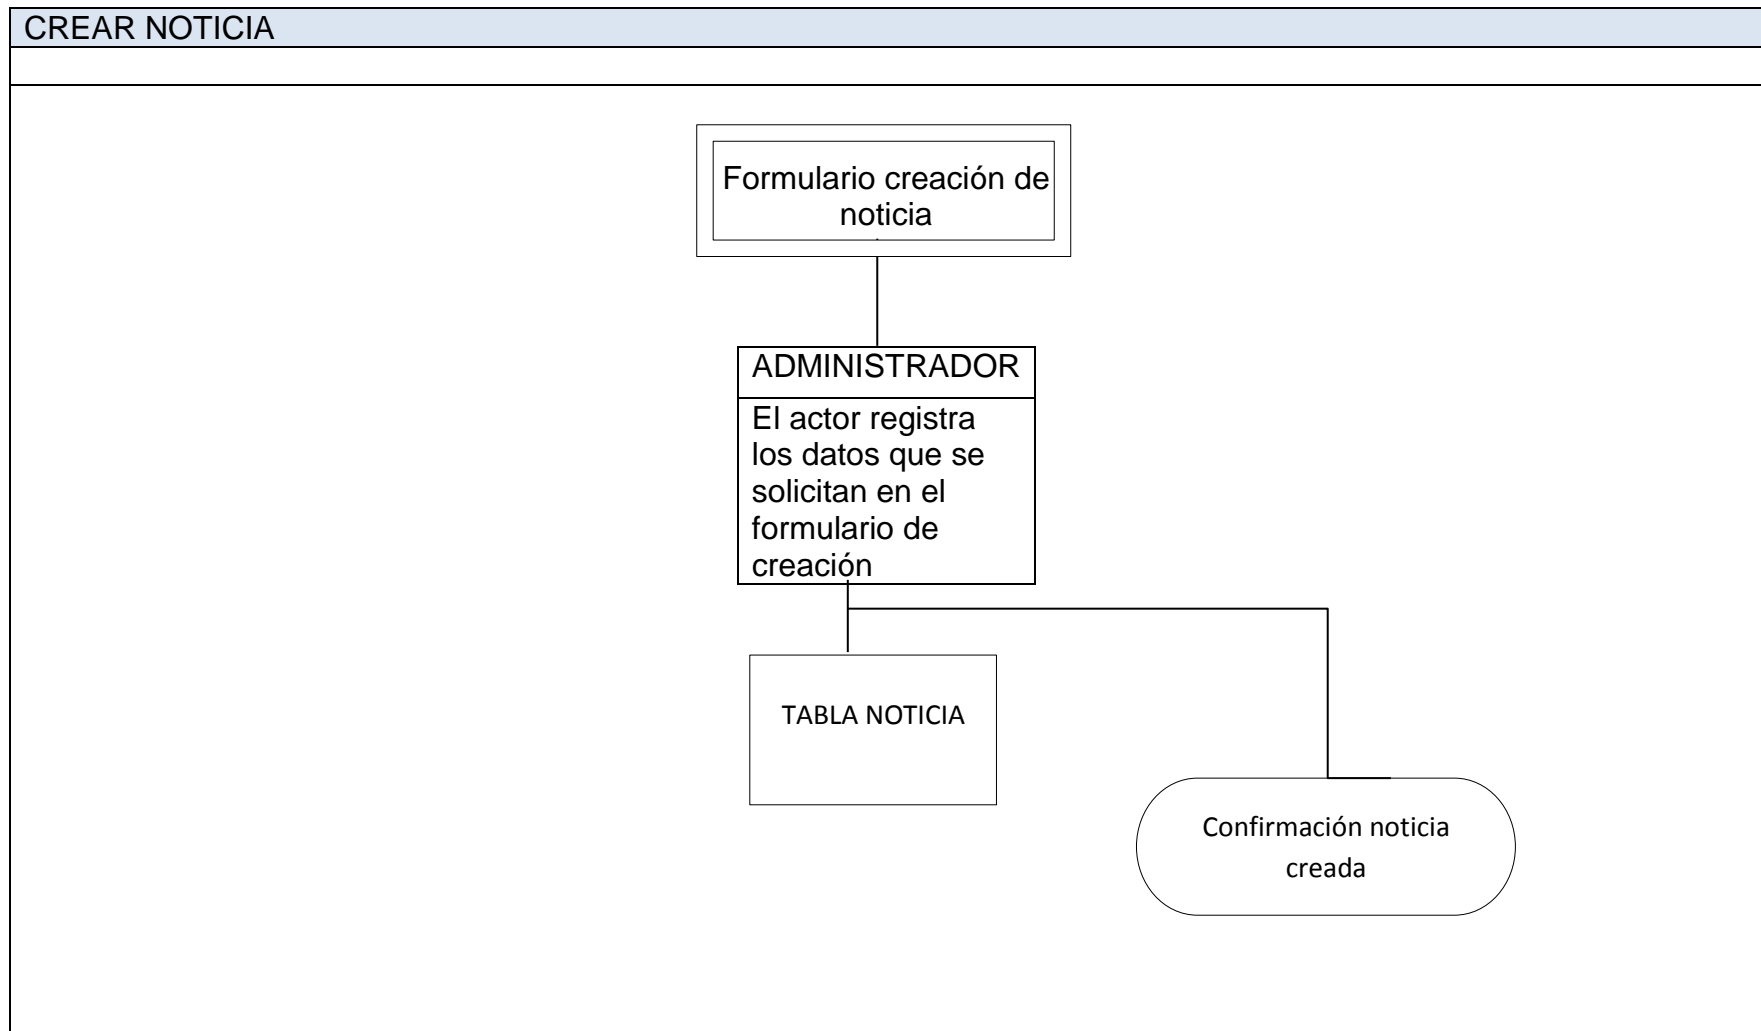 CREAR NOTICIA
Formulario creación de
noticia
ADMINISTRADOR
El actor registra
los datos que se
solicitan en el
formulario de
creación
TABLA NOTICIA
Confirmación noticia
creada